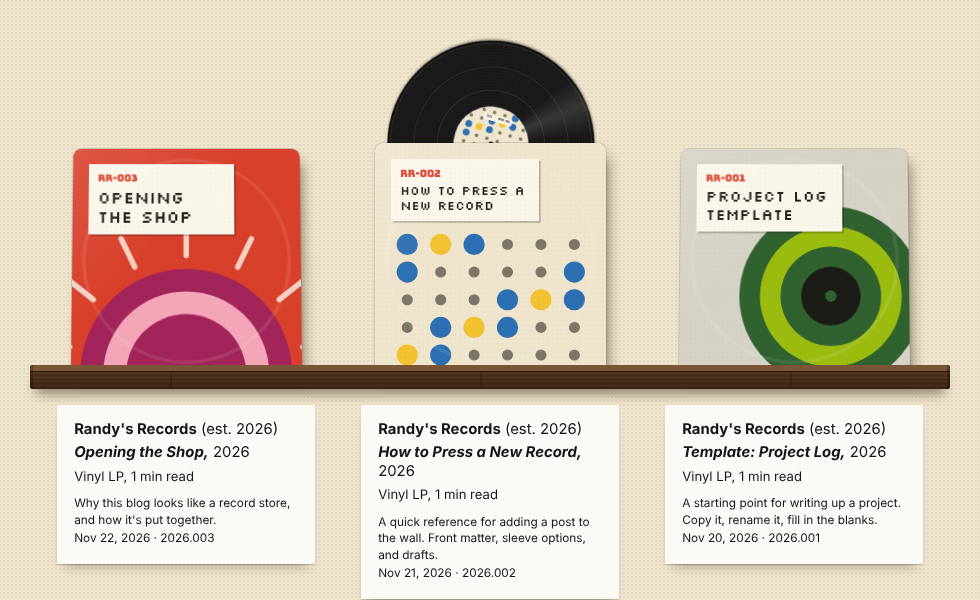 RR-003
OPENING
THE SHOP
RR-002
HOW TO PRESS A
NEW RECORD
RR-001
PROJECT LOG
TEMPLATE
Randy's Records (est. 2026)
Opening the Shop, 2026
Vinyl LP, 1 min read
Why this blog looks like a record store,
and how it's put together.
Nov 22, 2026 · 2026.003
Randy's Records (est. 2026)
How to Press a New Record,
2026
Vinyl LP, 1 min read
A quick reference for adding a post to
the wall. Front matter, sleeve options,
and drafts.
Nov 21, 2026 · 2026.002
Randy's Records (est. 2026)
Template: Project Log, 2026
Vinyl LP, 1 min read
A starting point for writing up a project.
Copy it, rename it, fill in the blanks.
Nov 20, 2026 · 2026.001